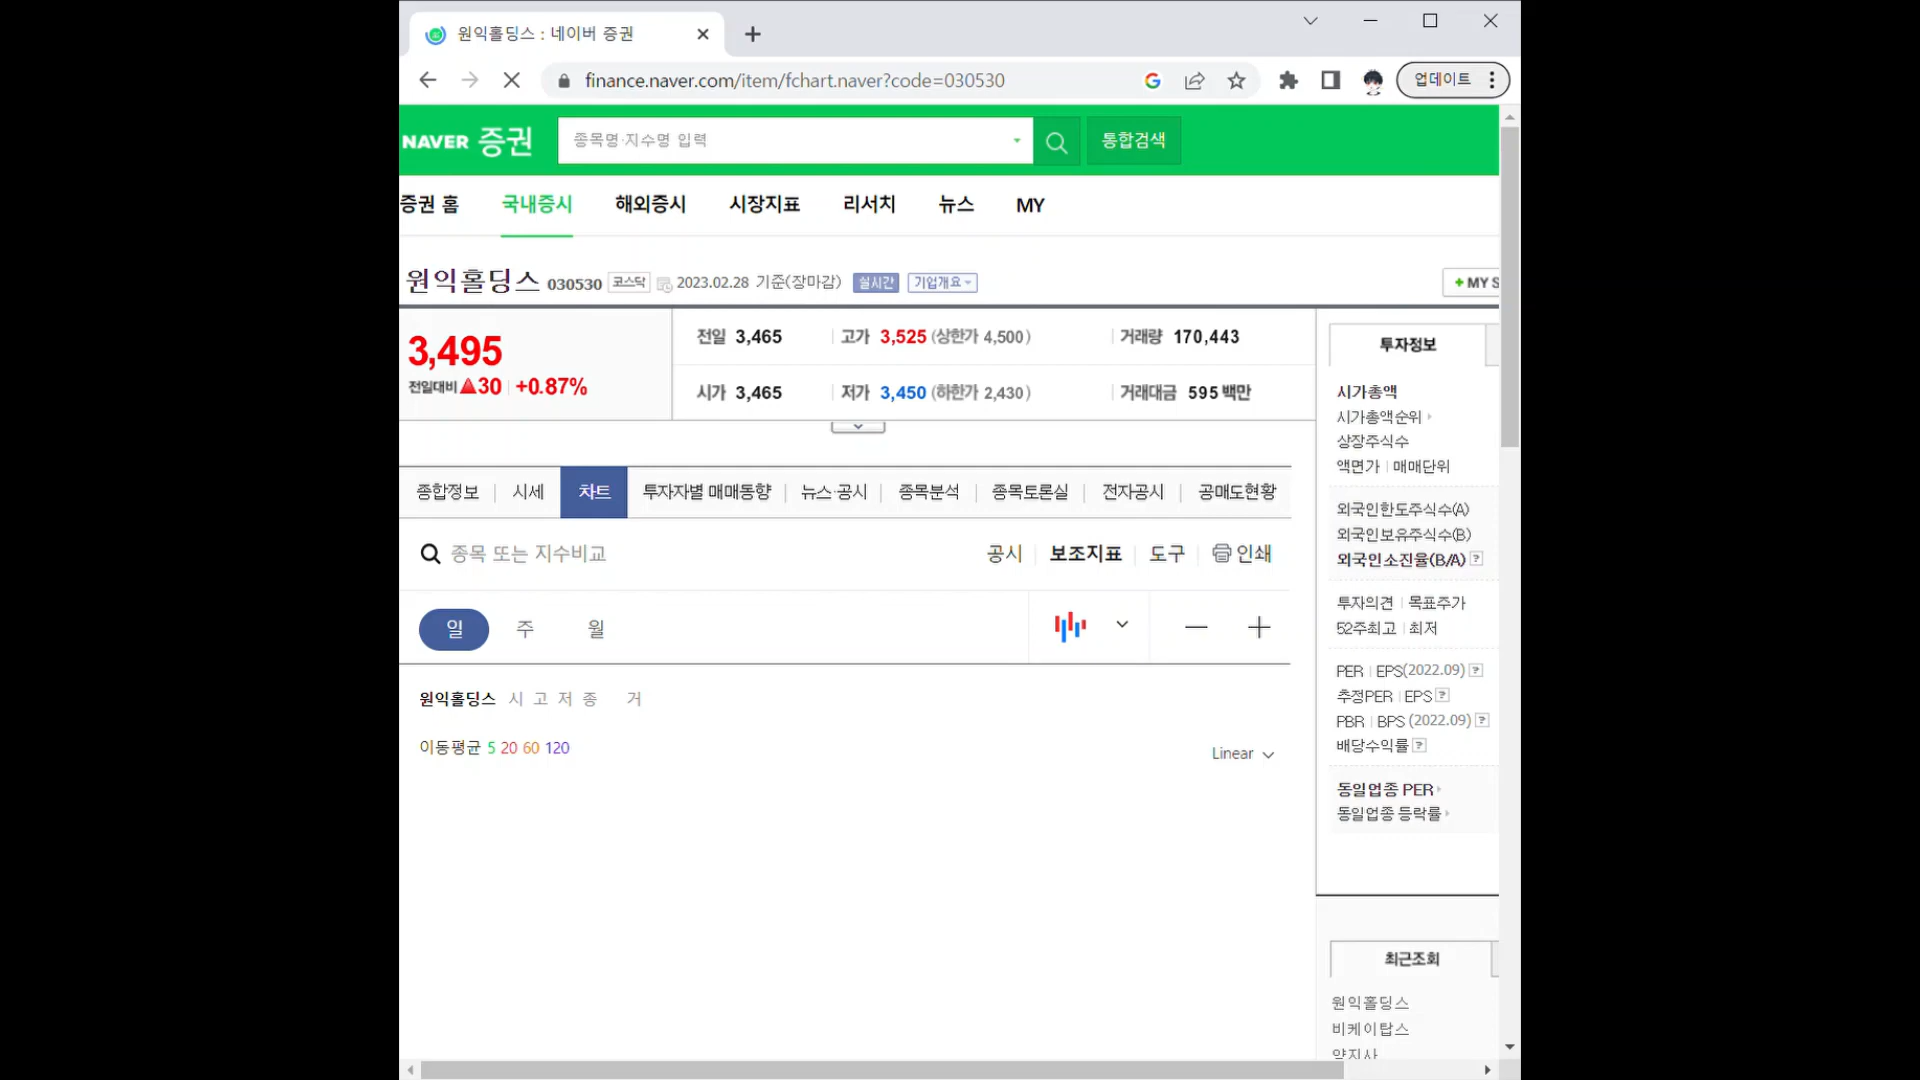 원익홀딩스 : 네이버 증권
finance.naver.com/item/fchart.naver?code=030530
업데이트
NAVER 증권
종목명·지수명 입력
통합검색
증권 홈 국내증시 해외증시 시장지표 리서치 뉴스 MY
원익홀딩스 030530 코스닥 2023.02.28 기준(장마감) 실시간 기업개요
+ MY S
3,495
전일대비 ▲30 +0.87%
전일 3,465 고가 3,525 (상한가 4,500) 거래량 170,443
시가 3,465 저가 3,450 (하한가 2,430) 거래대금 595 백만
종합정보 시세 차트 투자자별 매매동향 뉴스·공시 종목분석 종목토론실 전자공시 공매도현황
종목 또는 지수비교
공시 보조지표 도구 인쇄
일 주 월
원익홀딩스 시 고 저 종 거
이동평균 5 20 60 120
Linear
투자정보
시가총액
시가총액순위
상장주식수
액면가 매매단위
외국인한도주식수(A)
외국인보유주식수(B)
외국인소진율(B/A) ?
투자의견 목표주가
52주최고 최저
PER EPS(2022.09) ?
추정PER EPS ?
PBR BPS (2022.09) ?
배당수익률 ?
동일업종 PER
동일업종 등락률
최근조회
원익홀딩스
비케이탑스
양지사